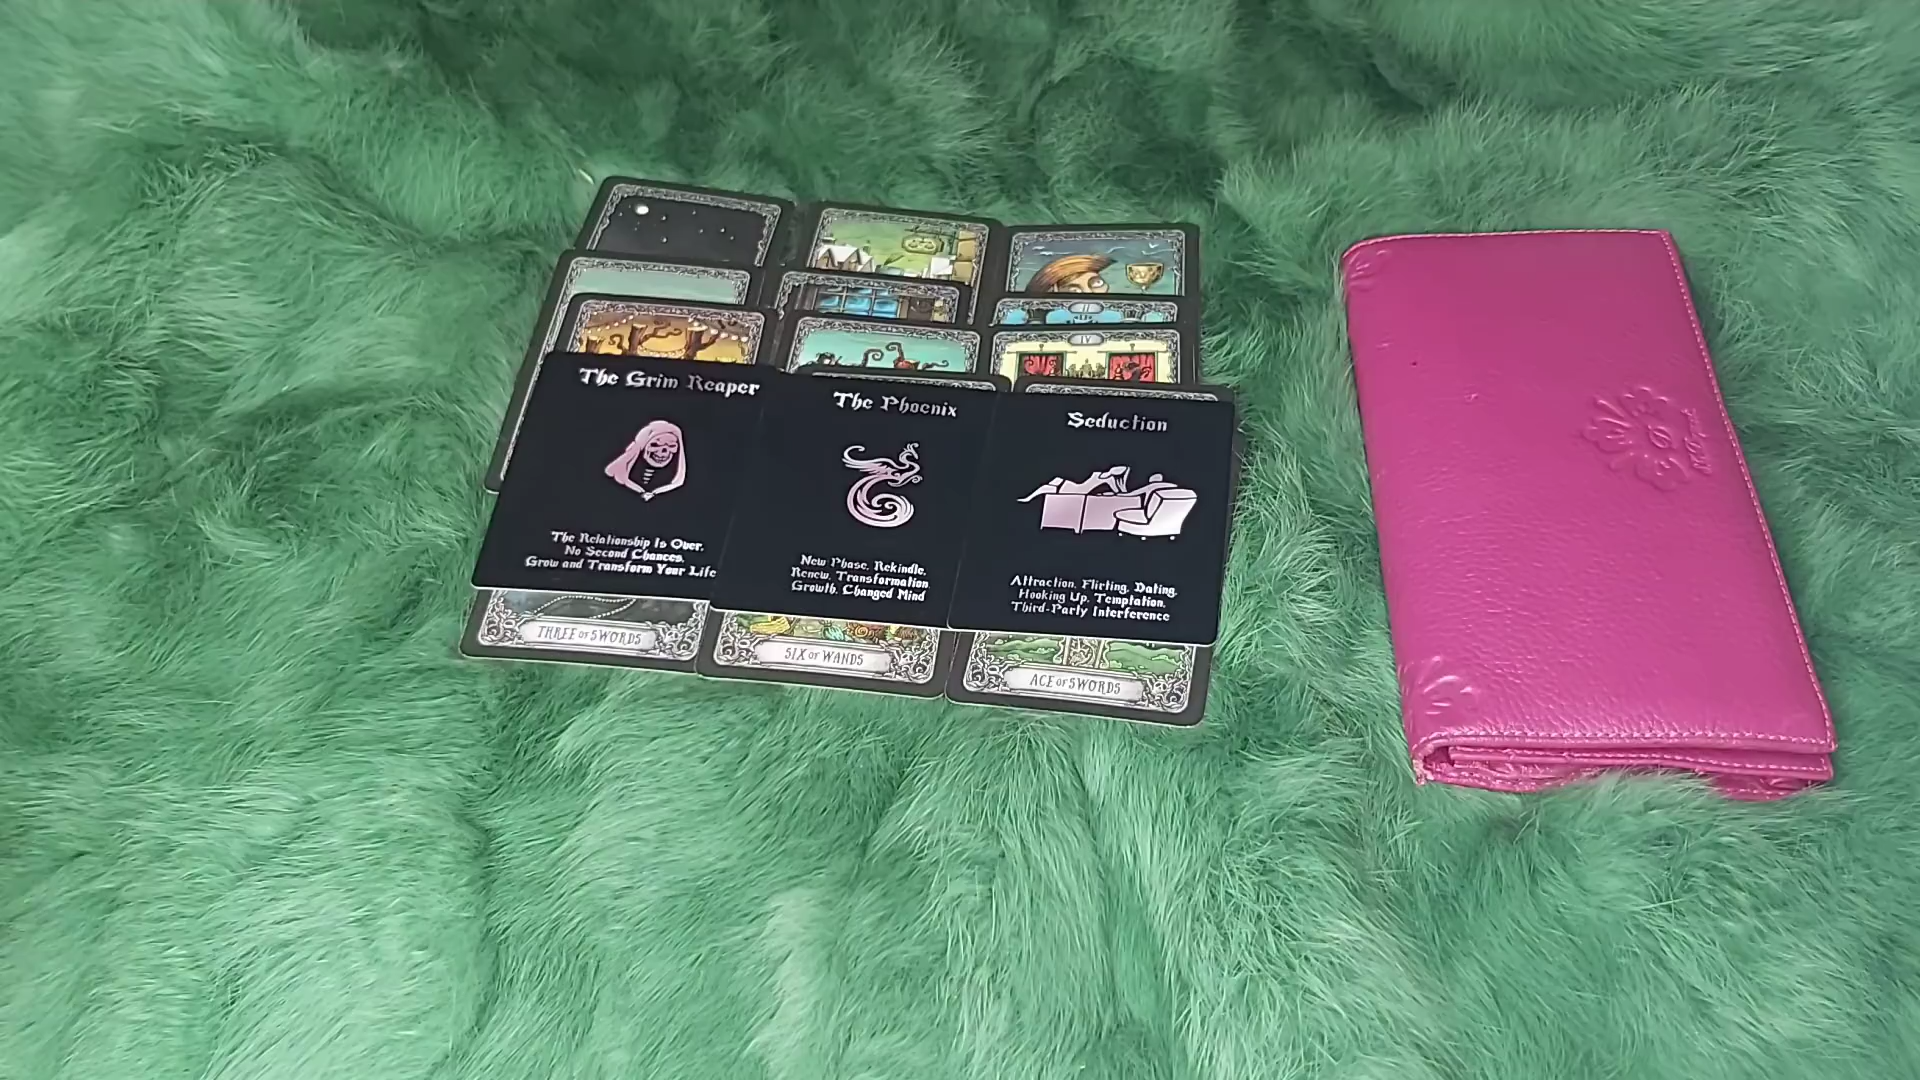 II
IV
The Grim Reaper
The Relationship Is Over,
No Second Chances,
Grow and Transform Your Life
The Phoenix
New Phase, Rekindle,
Renew, Transformation
Growth, Changed Mind
Seduction
Attraction, Flirting, Dating,
Hooking Up, Temptation,
Third-Party Interference
THREE OF SWORDS
SIX OF WANDS
ACE OF SWORDS